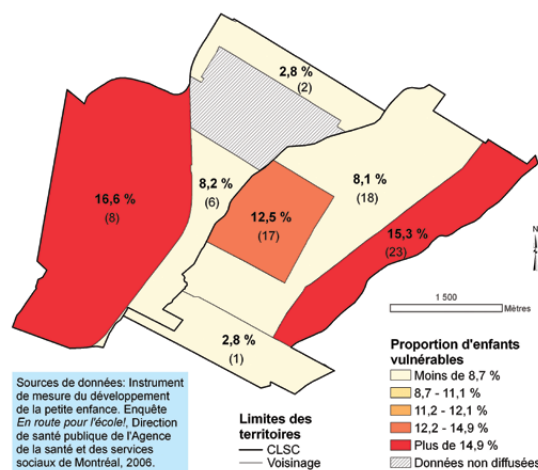 2,8 %
(2)
16,6 %
(8)
8,2 %
(6)
8,1 %
(18)
12,5 %
(17)
15,3 %
(23)
2,8 %
(1)
N
1 500
Mètres
Proportion d'enfants
vulnérables
Moins de 8,7 %
8,7 - 11,1 %
11,2 - 12,1 %
12,2 - 14,9 %
Plus de 14,9 %
Données non diffusées
Limites des
territoires
CLSC
Voisinage
Sources de données: Instrument
de mesure du développement
de la petite enfance. Enquête
En route pour l'école!, Direction
de santé publique de l'Agence
de la santé et des services
sociaux de Montréal, 2006.